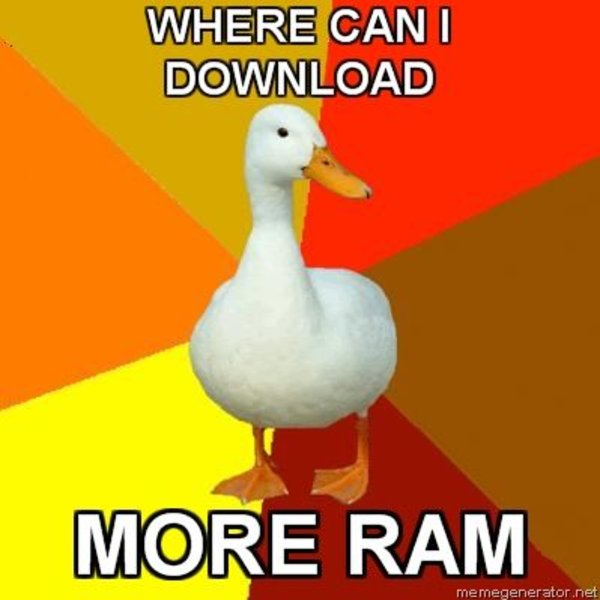 WHERE CAN I
DOWNLOAD
MORE RAM
memegenerator.net